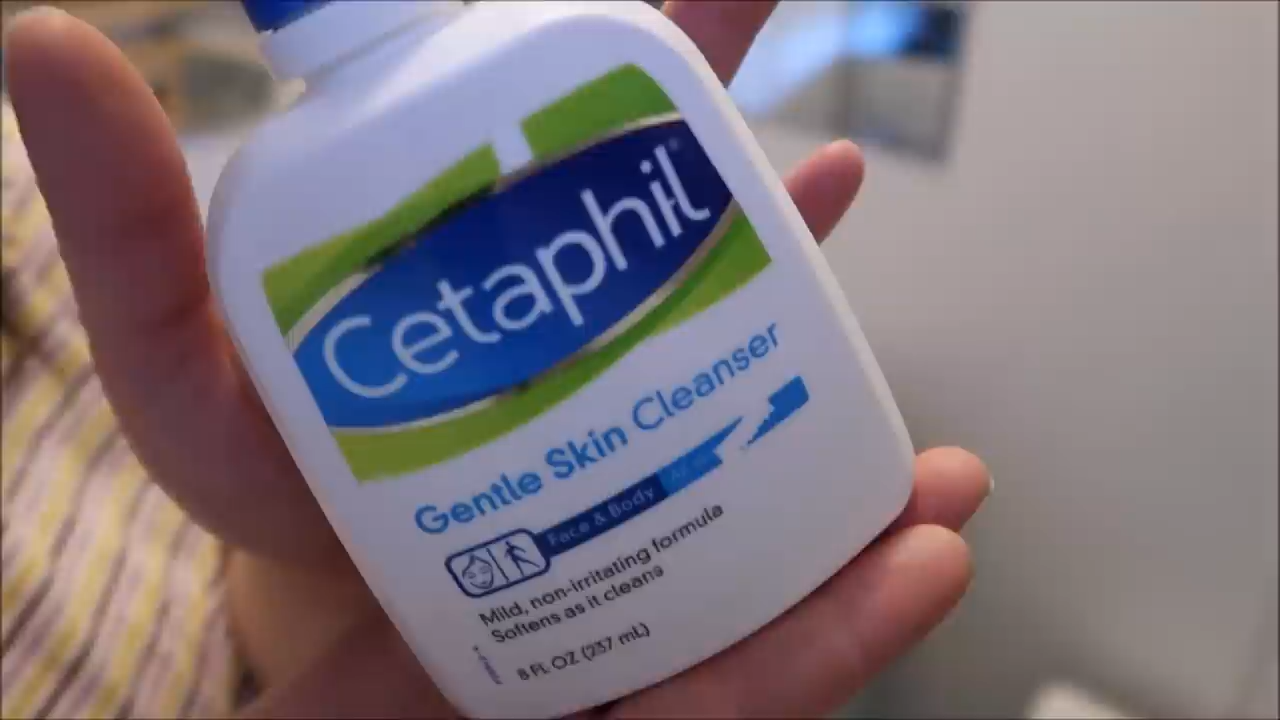 Cetaphil®
Gentle Skin Cleanser
Face & Body
Mild, non-irritating formula
Softens as it cleans
8 FL OZ (237 mL)